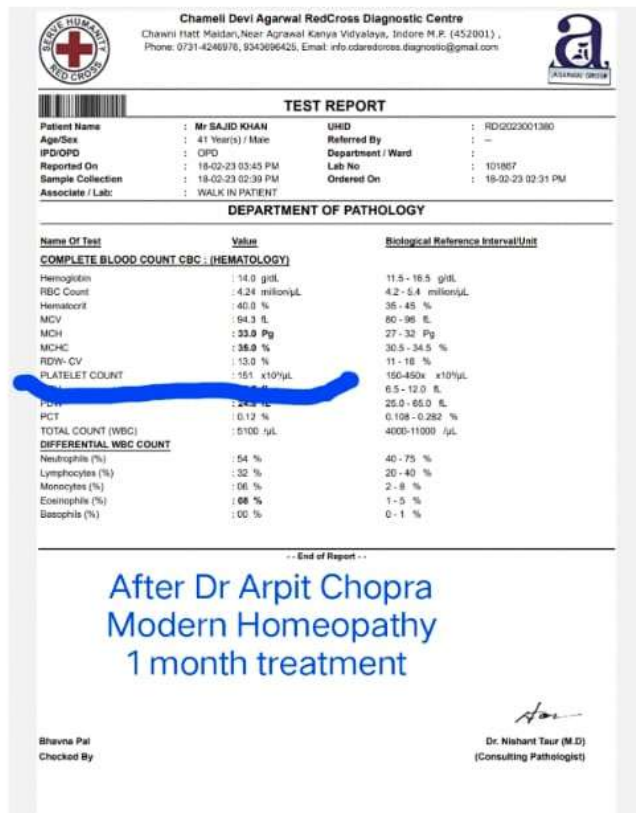 SERVE HUMANITY
RED CROSS
Chameli Devi Agarwal RedCross Diagnostic Centre
Chawni Hatt Maidan,Near Agrawal Kanya Vidyalaya, Indore M.P. (452001) ,
Phone: 0731-4246976, 9343696425, Email: info.cdaredcross.diagnostic@gmail.com
a
AGARWAL GROUP
TEST REPORT
Patient Name : Mr SAJID KHAN UHID : RDI2023001380
Age/Sex : 41 Year(s) / Male Referred By : --
IPD/OPD : OPD Department / Ward :
Reported On : 18-02-23 03:45 PM Lab No : 101867
Sample Collection : 18-02-23 02:39 PM Ordered On : 18-02-23 02:31 PM
Associate / Lab: : WALK IN PATIENT
DEPARTMENT OF PATHOLOGY
Name Of Test Value Biological Reference Interval/Unit
COMPLETE BLOOD COUNT CBC : (HEMATOLOGY)
Hemoglobin : 14.0 g/dL 11.5 - 16.5 g/dL
RBC Count : 4.24 million/µL 4.2 - 5.4 million/µL
Hematocrit : 40.0 % 36 - 45 %
MCV : 94.3 fL 80 - 96 fL
MCH : 33.0 Pg 27 - 32 Pg
MCHC : 35.0 % 30.5 - 34.5 %
RDW- CV : 13.0 % 11 - 16 %
PLATELET COUNT : 151 x10³/µL 150-450x x10³/µL
6.5 - 12.0 fL
25.0 - 65.0 fL
PCT : 0.12 % 0.108 - 0.282 %
TOTAL COUNT (WBC) : 5100 /µL 4000-11000 /µL
DIFFERENTIAL WBC COUNT
Neutrophils (%) : 54 % 40 - 75 %
Lymphocytes (%) : 32 % 20 - 40 %
Monocytes (%) : 06 % 2 - 8 %
Eosinophils (%) : 08 % 1 - 5 %
Basophils (%) : 00 % 0 - 1 %
- - End of Report - -
After Dr Arpit Chopra
Modern Homeopathy
1 month treatment
Bhavna Pal Dr. Nishant Taur (M.D)
Checked By (Consulting Pathologist)